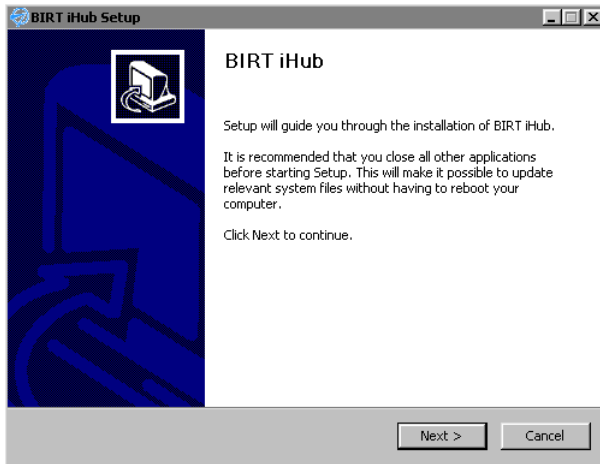 BIRT iHub Setup
BIRT iHub
Setup will guide you through the installation of BIRT iHub.
It is recommended that you close all other applications
before starting Setup. This will make it possible to update
relevant system files without having to reboot your
computer.
Click Next to continue.
Next >
Cancel